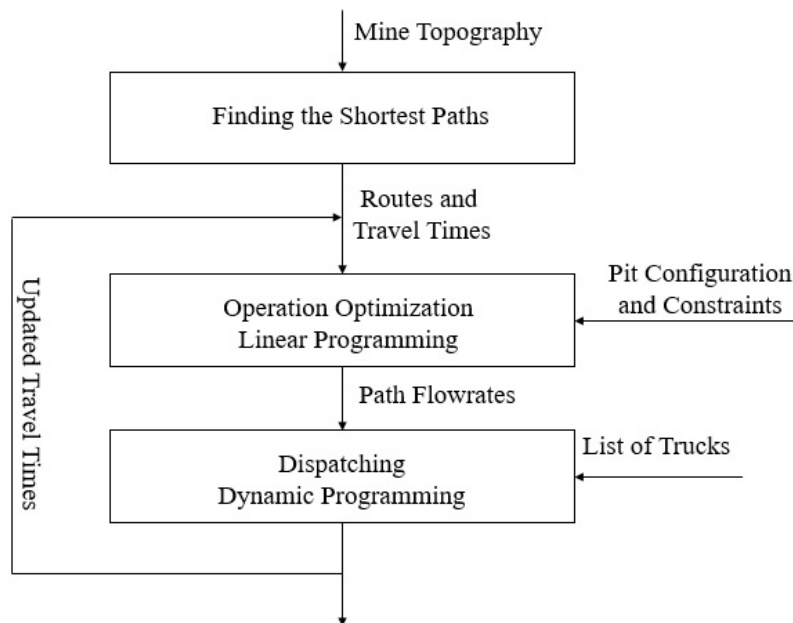 Mine Topography
Finding the Shortest Paths
Routes and
Travel Times
Pit Configuration
and Constraints
Operation Optimization
Linear Programming
Updated Travel Times
Path Flowrates
List of Trucks
Dispatching
Dynamic Programming